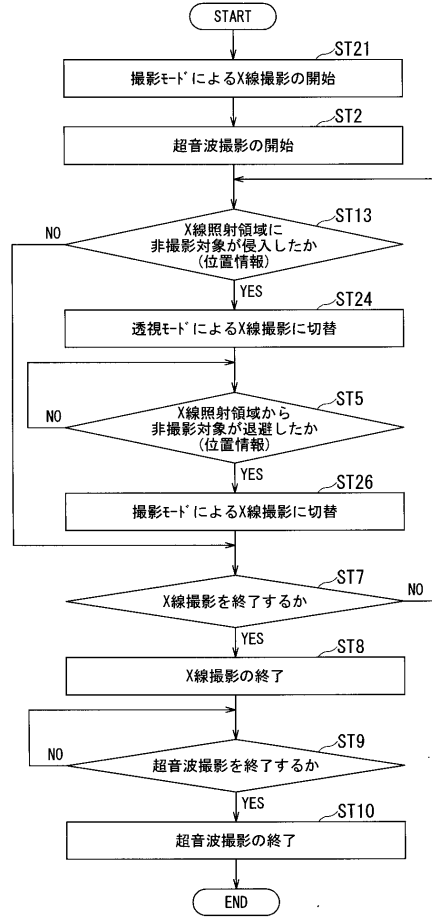 START
ST21
撮影モードによるX線撮影の開始
ST2
超音波撮影の開始
ST13
NO
X線照射領域に
非撮影対象が侵入したか
(位置情報)
YES
ST24
透視モードによるX線撮影に切替
ST5
NO
X線照射領域から
非撮影対象が退避したか
(位置情報)
YES
ST26
撮影モードによるX線撮影に切替
ST7
NO
X線撮影を終了するか
YES
ST8
X線撮影の終了
ST9
NO
超音波撮影を終了するか
YES
ST10
超音波撮影の終了
END